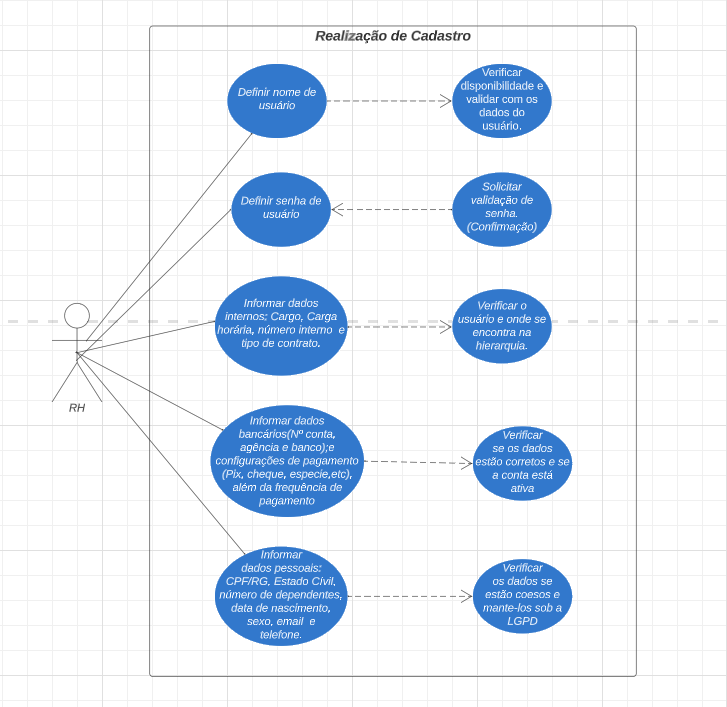 Realização de Cadastro
Definir nome de
usuário
Verificar
disponibilidade e
validar com os
dados do
usuário.
Definir senha de
usuário
Solicitar
validação de
senha.
(Confirmação)
Informar dados
internos; Cargo, Carga
horária, número interno e
tipo de contrato.
Verificar o
usuário e onde se
encontra na
hierarquia.
RH
Informar dados
bancários(Nº conta,
agência e banco);e
configurações de pagamento
(Pix, cheque, especie,etc),
além da frequência de
pagamento
Verificar
se os dados
estão corretos e se
a conta está
ativa
Informar
dados pessoais:
CPF/RG, Estado Cívil,
número de dependentes,
data de nascimento,
sexo, email e
telefone.
Verificar
os dados se
estão coesos e
mante-los sob a
LGPD